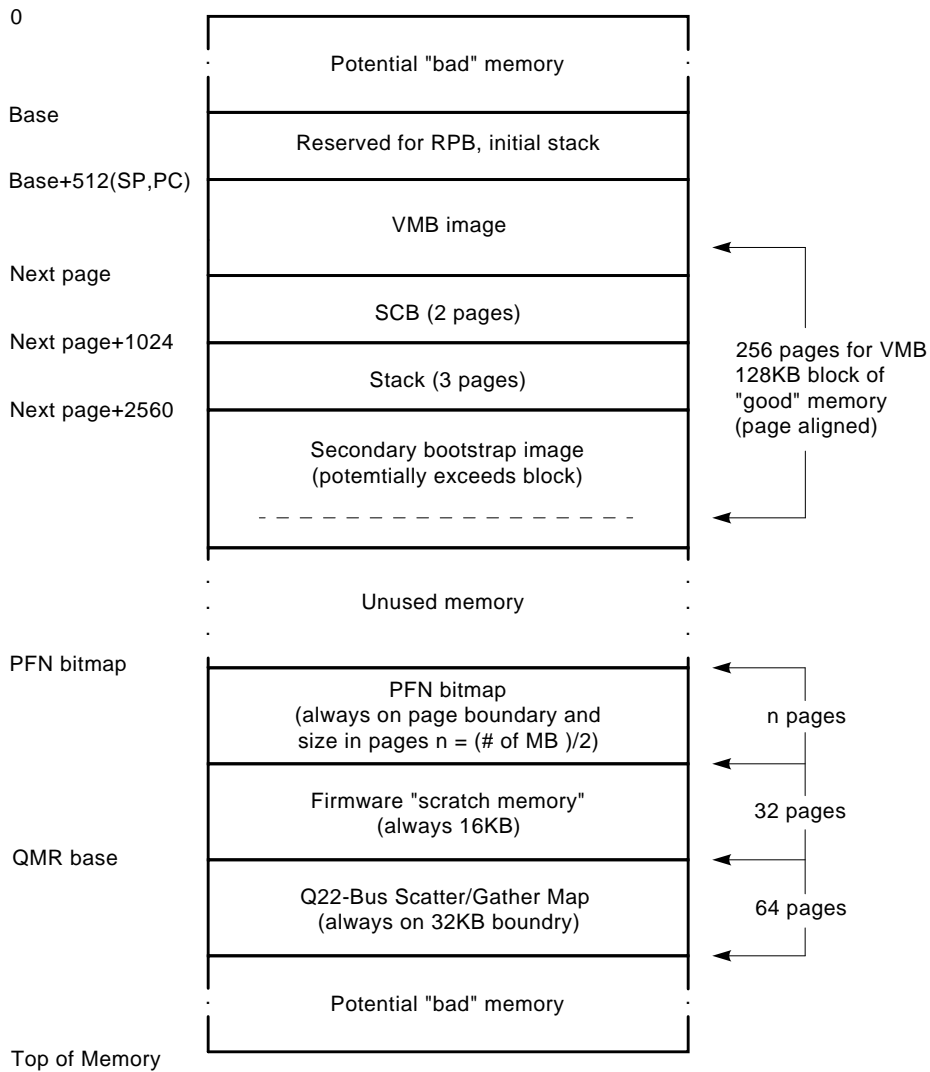 0
Potential "bad" memory
Base
Reserved for RPB, initial stack
Base+512(SP,PC)
VMB image
Next page
SCB (2 pages)
Next page+1024
256 pages for VMB
128KB block of
"good" memory
(page aligned)
Stack (3 pages)
Next page+2560
Secondary bootstrap image
(potemtially exceeds block)
Unused memory
PFN bitmap
PFN bitmap
(always on page boundary and
size in pages n = (# of MB )/2)
n pages
Firmware "scratch memory"
(always 16KB)
32 pages
QMR base
Q22-Bus Scatter/Gather Map
(always on 32KB boundry)
64 pages
Potential "bad" memory
Top of Memory